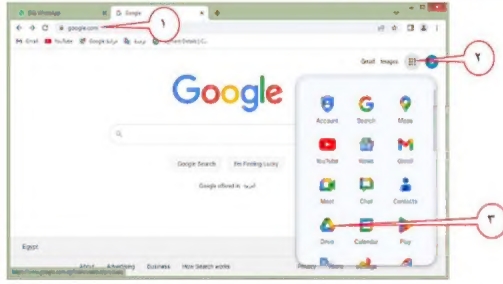 WhatsApp
Google
١
google.com
Gmail
YouTube
Gmail Images
٢
Google
Account Search Maps
YouTube News Gmail
Google Search I'm Feeling Lucky
Meet Chat Contacts
Google offered in: العربية
٣
Drive Calendar Play
Egypt
About Advertising Business How Search works
Privacy